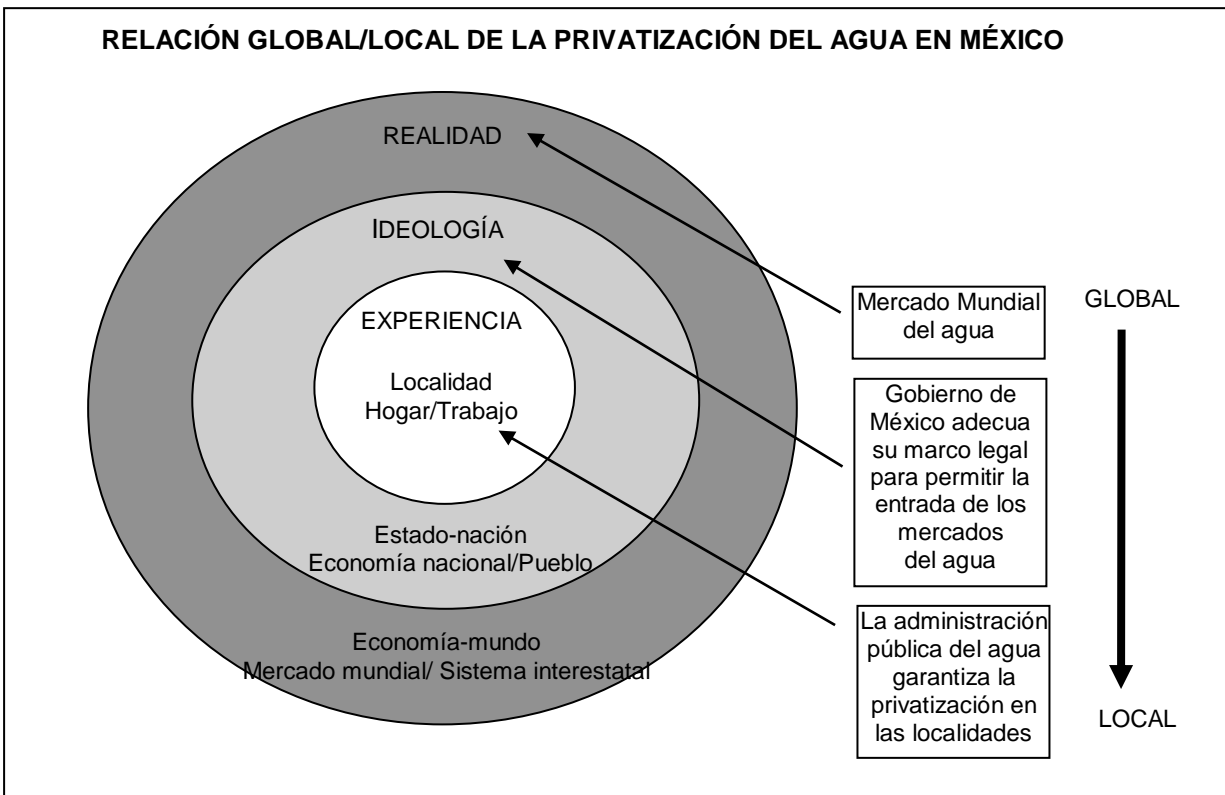 RELACIÓN GLOBAL/LOCAL DE LA PRIVATIZACIÓN DEL AGUA EN MÉXICO
REALIDAD
IDEOLOGÍA
EXPERIENCIA
Localidad
Hogar/Trabajo
Estado-nación
Economía nacional/Pueblo
Economía-mundo
Mercado mundial/ Sistema interestatal
Mercado Mundial
del agua
Gobierno de
México adecua
su marco legal
para permitir la
entrada de los
mercados
del agua
La administración
pública del agua
garantiza la
privatización en
las localidades
GLOBAL
LOCAL